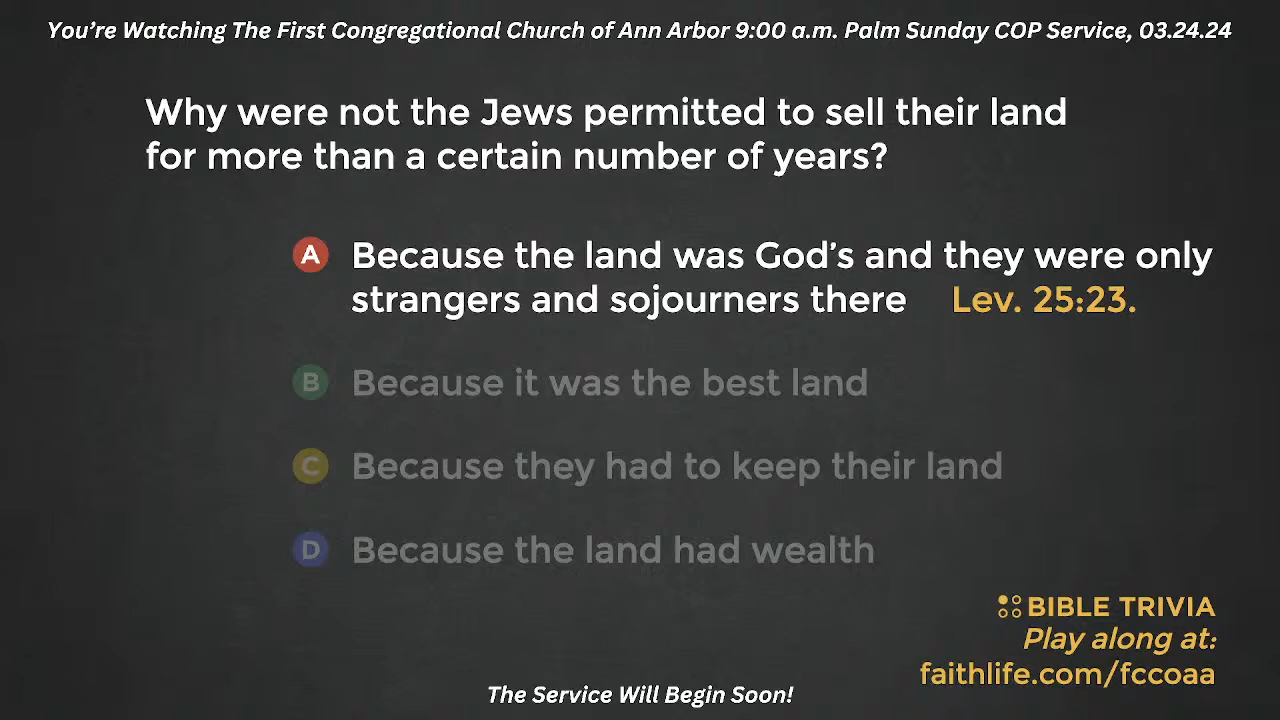 You're Watching The First Congregational Church of Ann Arbor 9:00 a.m. Palm Sunday COP Service, 03.24.24
Why were not the Jews permitted to sell their land
for more than a certain number of years?
A Because the land was God's and they were only
strangers and sojourners there Lev. 25:23.
B Because it was the best land
C Because they had to keep their land
D Because the land had wealth
BIBLE TRIVIA
Play along at:
faithlife.com/fccoaa
The Service Will Begin Soon!